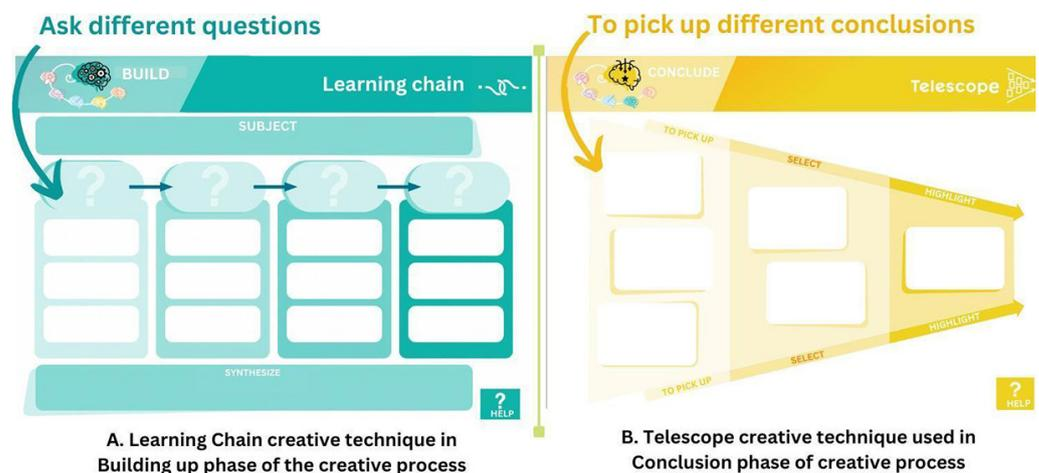 Ask different questions
BUILD
Learning chain
SUBJECT
? ? ? ?
SYNTHESIZE
?
HELP
A. Learning Chain creative technique in
Building up phase of the creative process
To pick up different conclusions
CONCLUDE
Telescope
TO PICK UP
SELECT
HIGHLIGHT
HIGHLIGHT
SELECT
TO PICK UP
?
HELP
B. Telescope creative technique used in
Conclusion phase of creative process